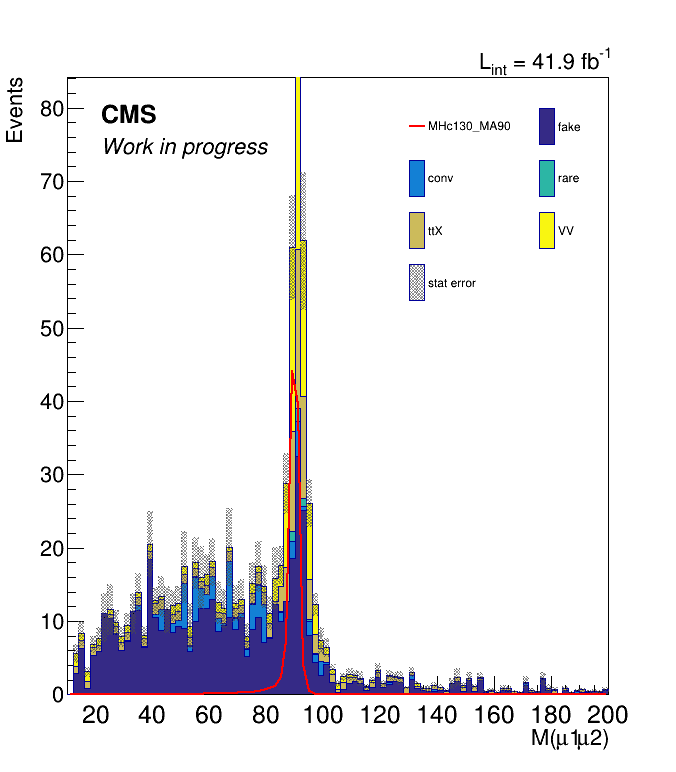 L_int = 41.9 fb^-1
Events
CMS
Work in progress
MHc130_MA90
fake
conv
rare
ttX
VV
stat error
80
70
60
50
40
30
20
10
0
20 40 60 80 100 120 140 160 180 200
M(μ1μ2)